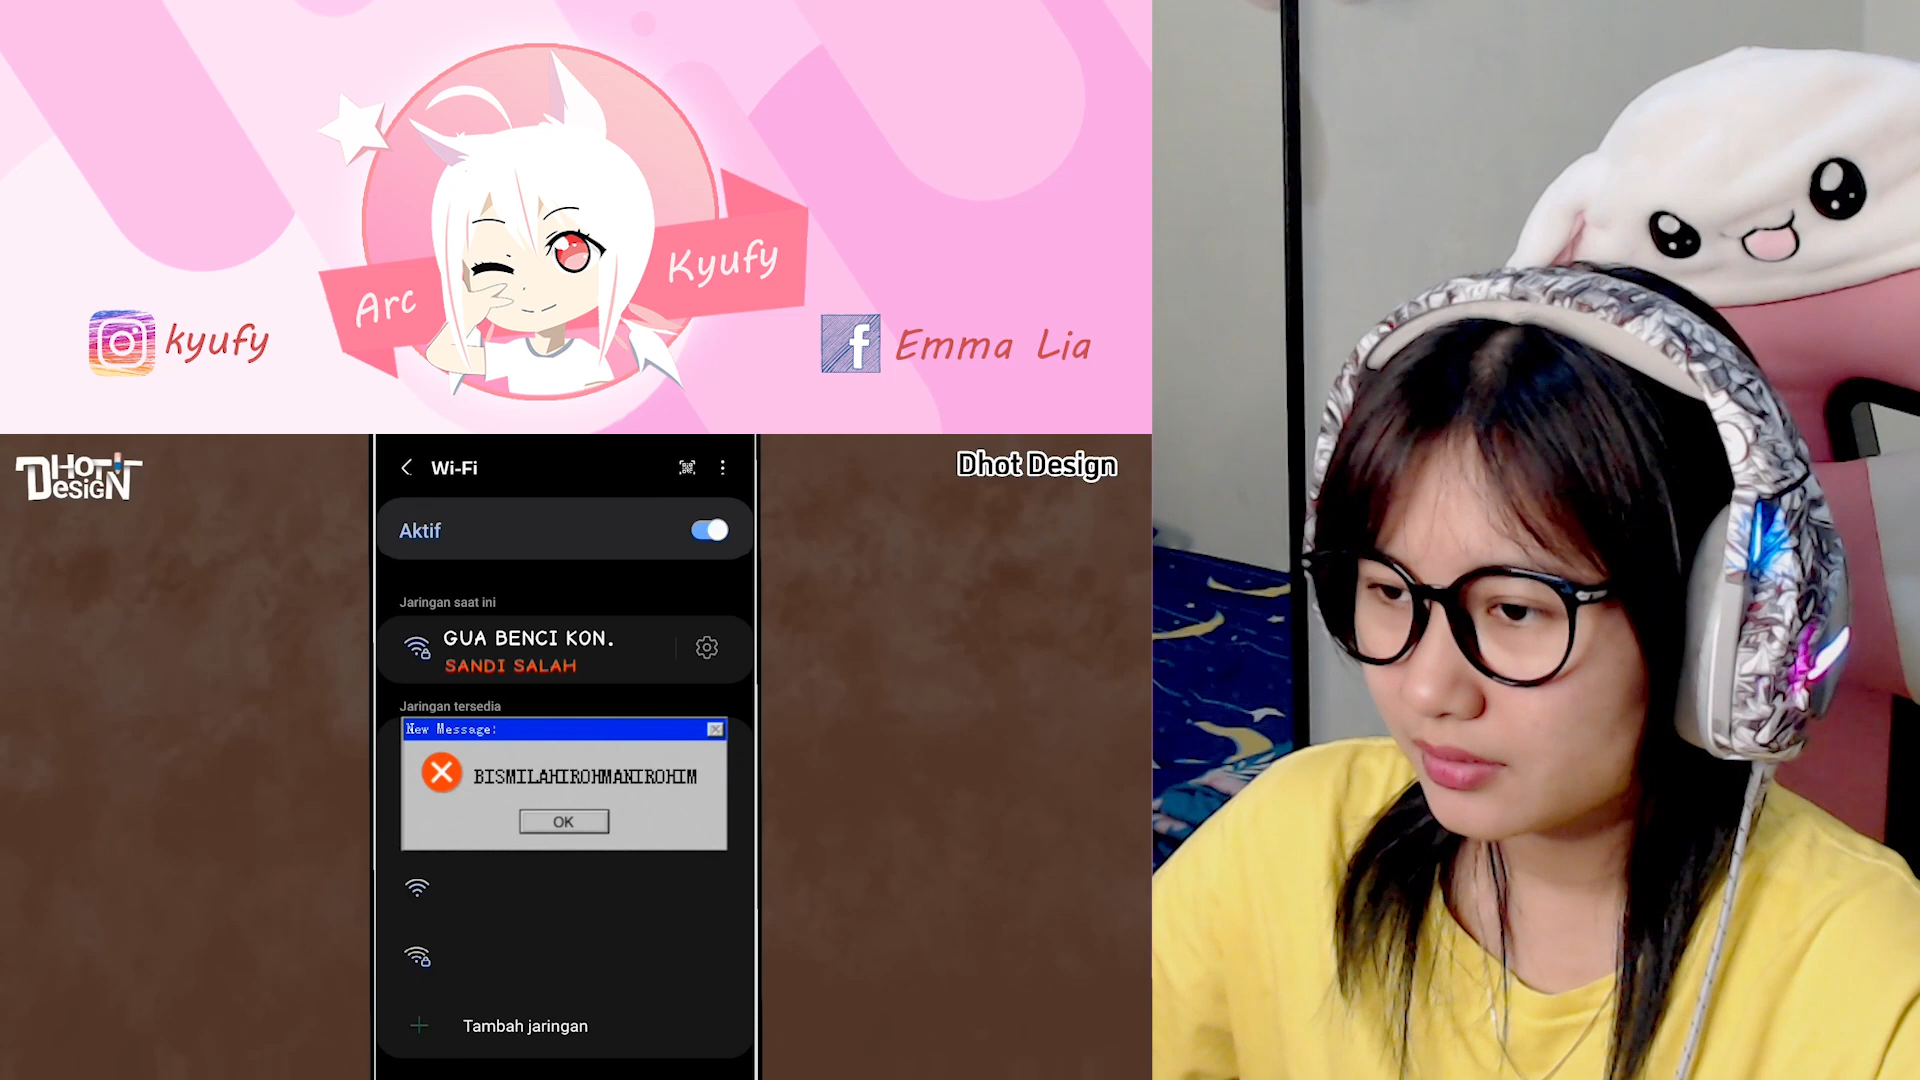 Arc
Kyufy
kyufy
f Emma Lia
DHOT DESIGN
Dhot Design
Wi-Fi
Aktif
Jaringan saat ini
GUA BENCI KON.
SANDI SALAH
Jaringan tersedia
New Message:
BISMILAHIROHMANIROHIM
OK
Tambah jaringan